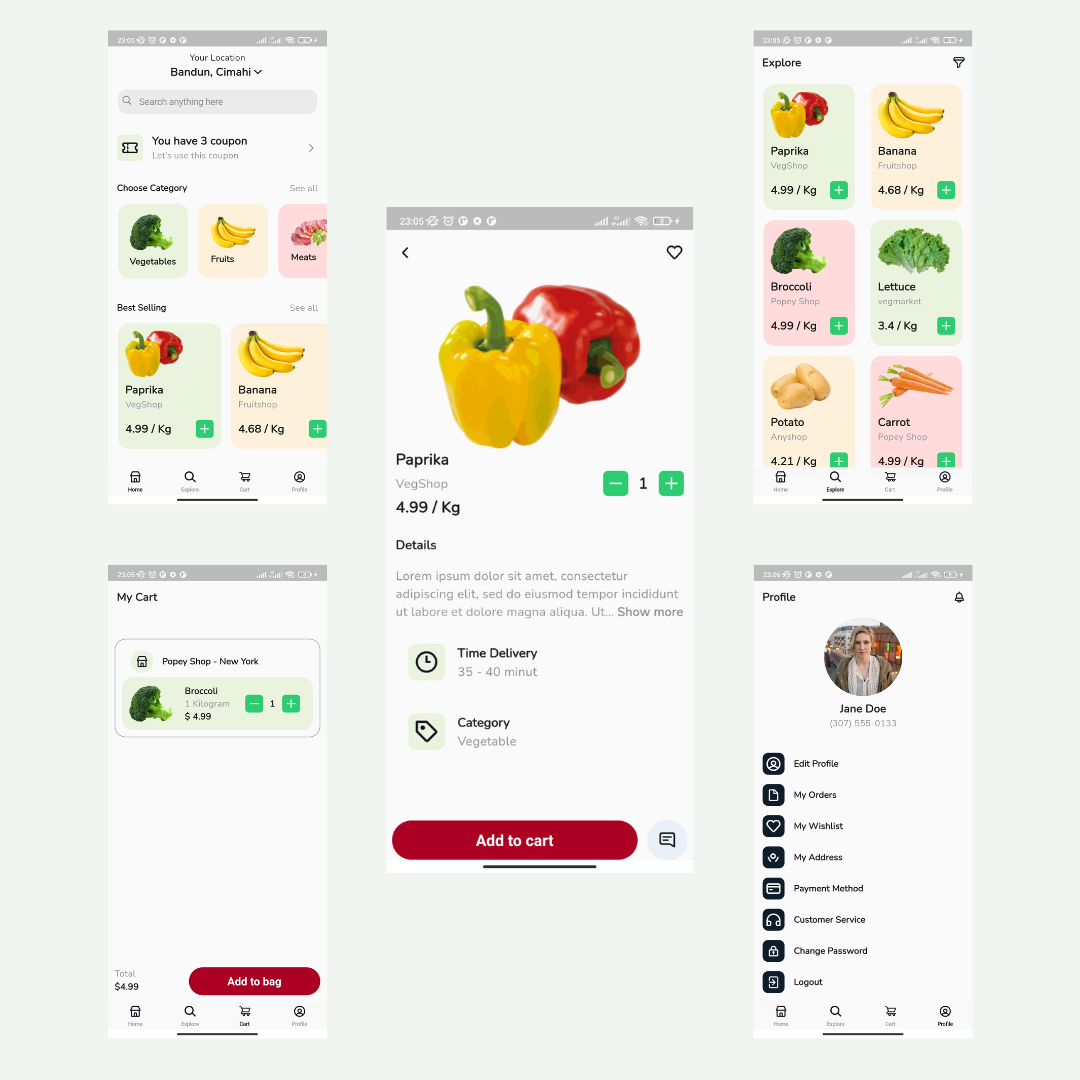 23:05
Your Location
Bandun, Cimahi
Search anything here
You have 3 coupon
Let's use this coupon
Choose Category See all
Vegetables Fruits Meats
Best Selling See all
Paprika Banana
VegShop Fruitshop
4.99 / Kg 4.68 / Kg
Home Explore Cart Profile
23:05
Paprika
VegShop
1
4.99 / Kg
Details
Lorem ipsum dolor sit amet, consectetur
adipiscing elit, sed do eiusmod tempor incididunt
ut labore et dolore magna aliqua. Ut... Show more
Time Delivery
35 - 40 minut
Category
Vegetable
Add to cart
23:05
Explore
Paprika Banana
VegShop Fruitshop
4.99 / Kg 4.68 / Kg
Broccoli Lettuce
Popey Shop vegmarket
4.99 / Kg 3.4 / Kg
Potato Carrot
Anyshop Popey Shop
4.21 / Kg 4.99 / Kg
Home Explore Cart Profile
23:05
My Cart
Popey Shop - New York
Broccoli
1 Kilogram
1
$ 4.99
Total
$4.99
Add to bag
Home Explore Cart Profile
23:06
Profile
Jane Doe
(307) 555-0133
Edit Profile
My Orders
My Wishlist
My Address
Payment Method
Customer Service
Change Password
Logout
Home Explore Cart Profile